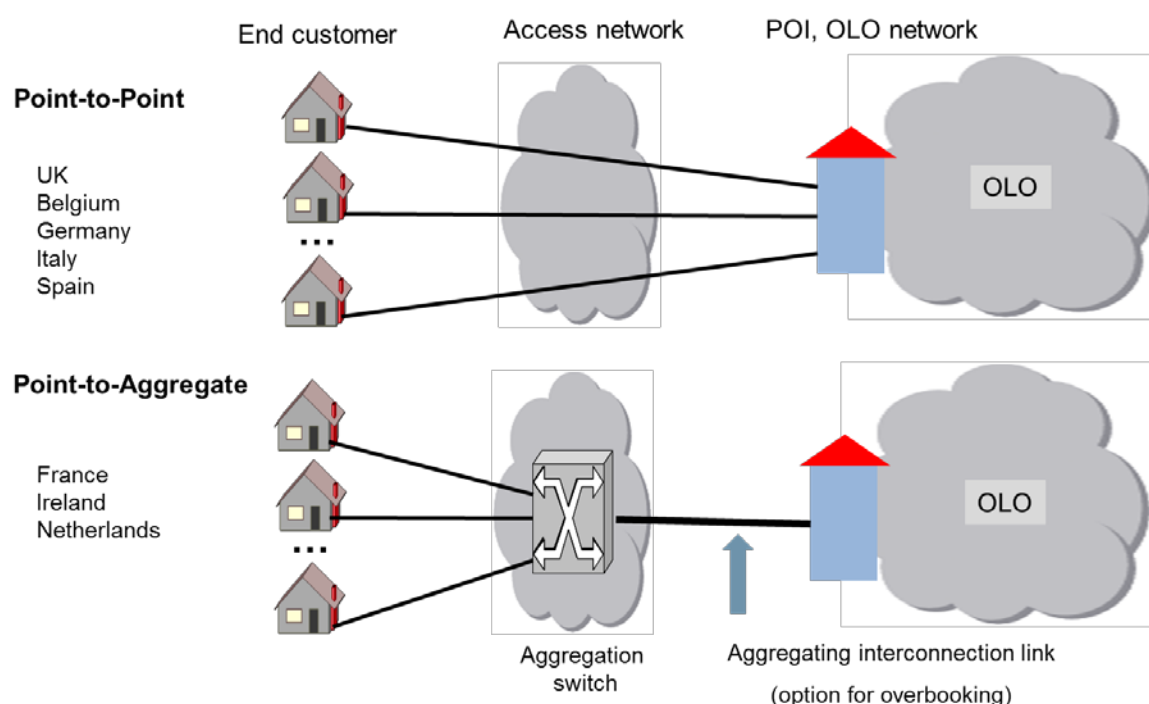 End customer
Access network
POI, OLO network
Point-to-Point
UK
Belgium
Germany
Italy
Spain
...
OLO
Point-to-Aggregate
France
Ireland
Netherlands
...
OLO
Aggregation
switch
Aggregating interconnection link
(option for overbooking)